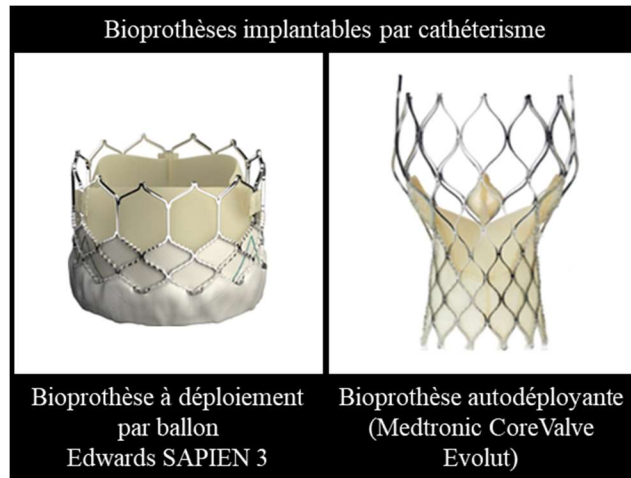 Bioprothèses implantables par cathétérisme
Bioprothèse à déploiement
par ballon
Edwards SAPIEN 3
Bioprothèse autodéployante
(Medtronic CoreValve
Evolut)